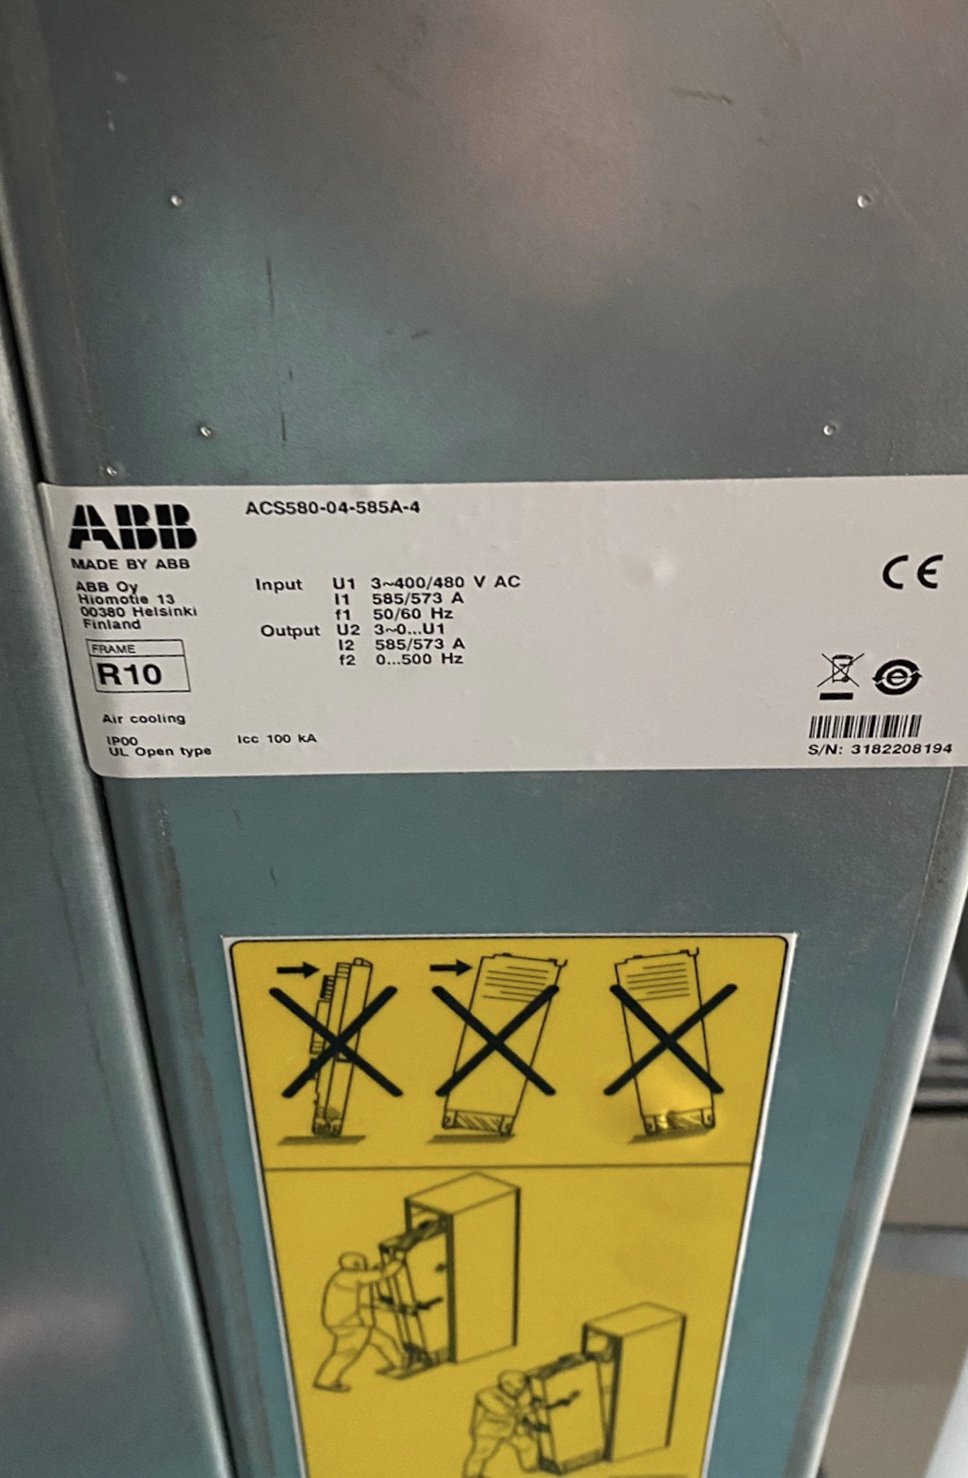 ABB
MADE BY ABB
ABB Oy
Hiomotie 13
00380 Helsinki
Finland
FRAME
R10
Air cooling
IP00
UL Open type
ACS580-04-585A-4
Input U1 3~400/480 V AC
I1 585/573 A
f1 50/60 Hz
Output U2 3~0...U1
I2 585/573 A
f2 0...500 Hz
Icc 100 kA
CE
e
S/N: 3182208194